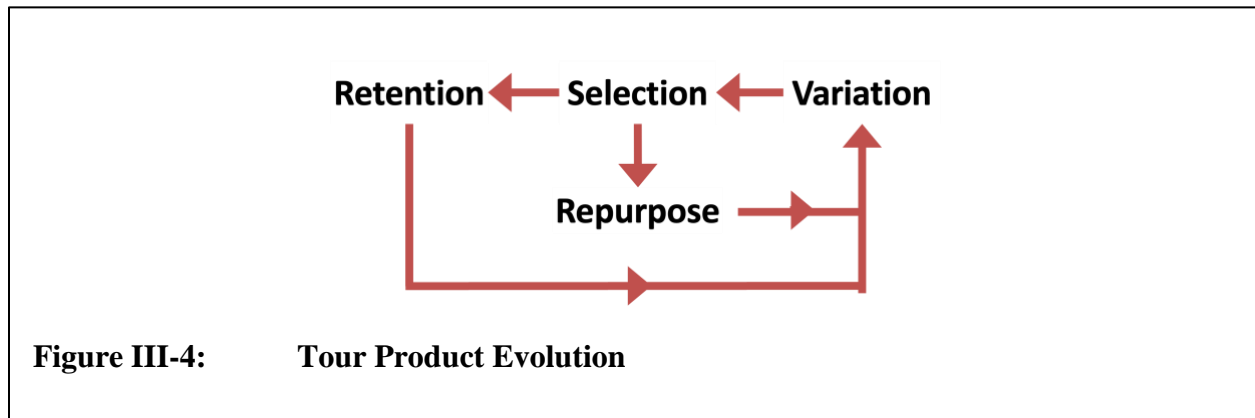 Retention Selection Variation
Repurpose
Figure III-4: Tour Product Evolution